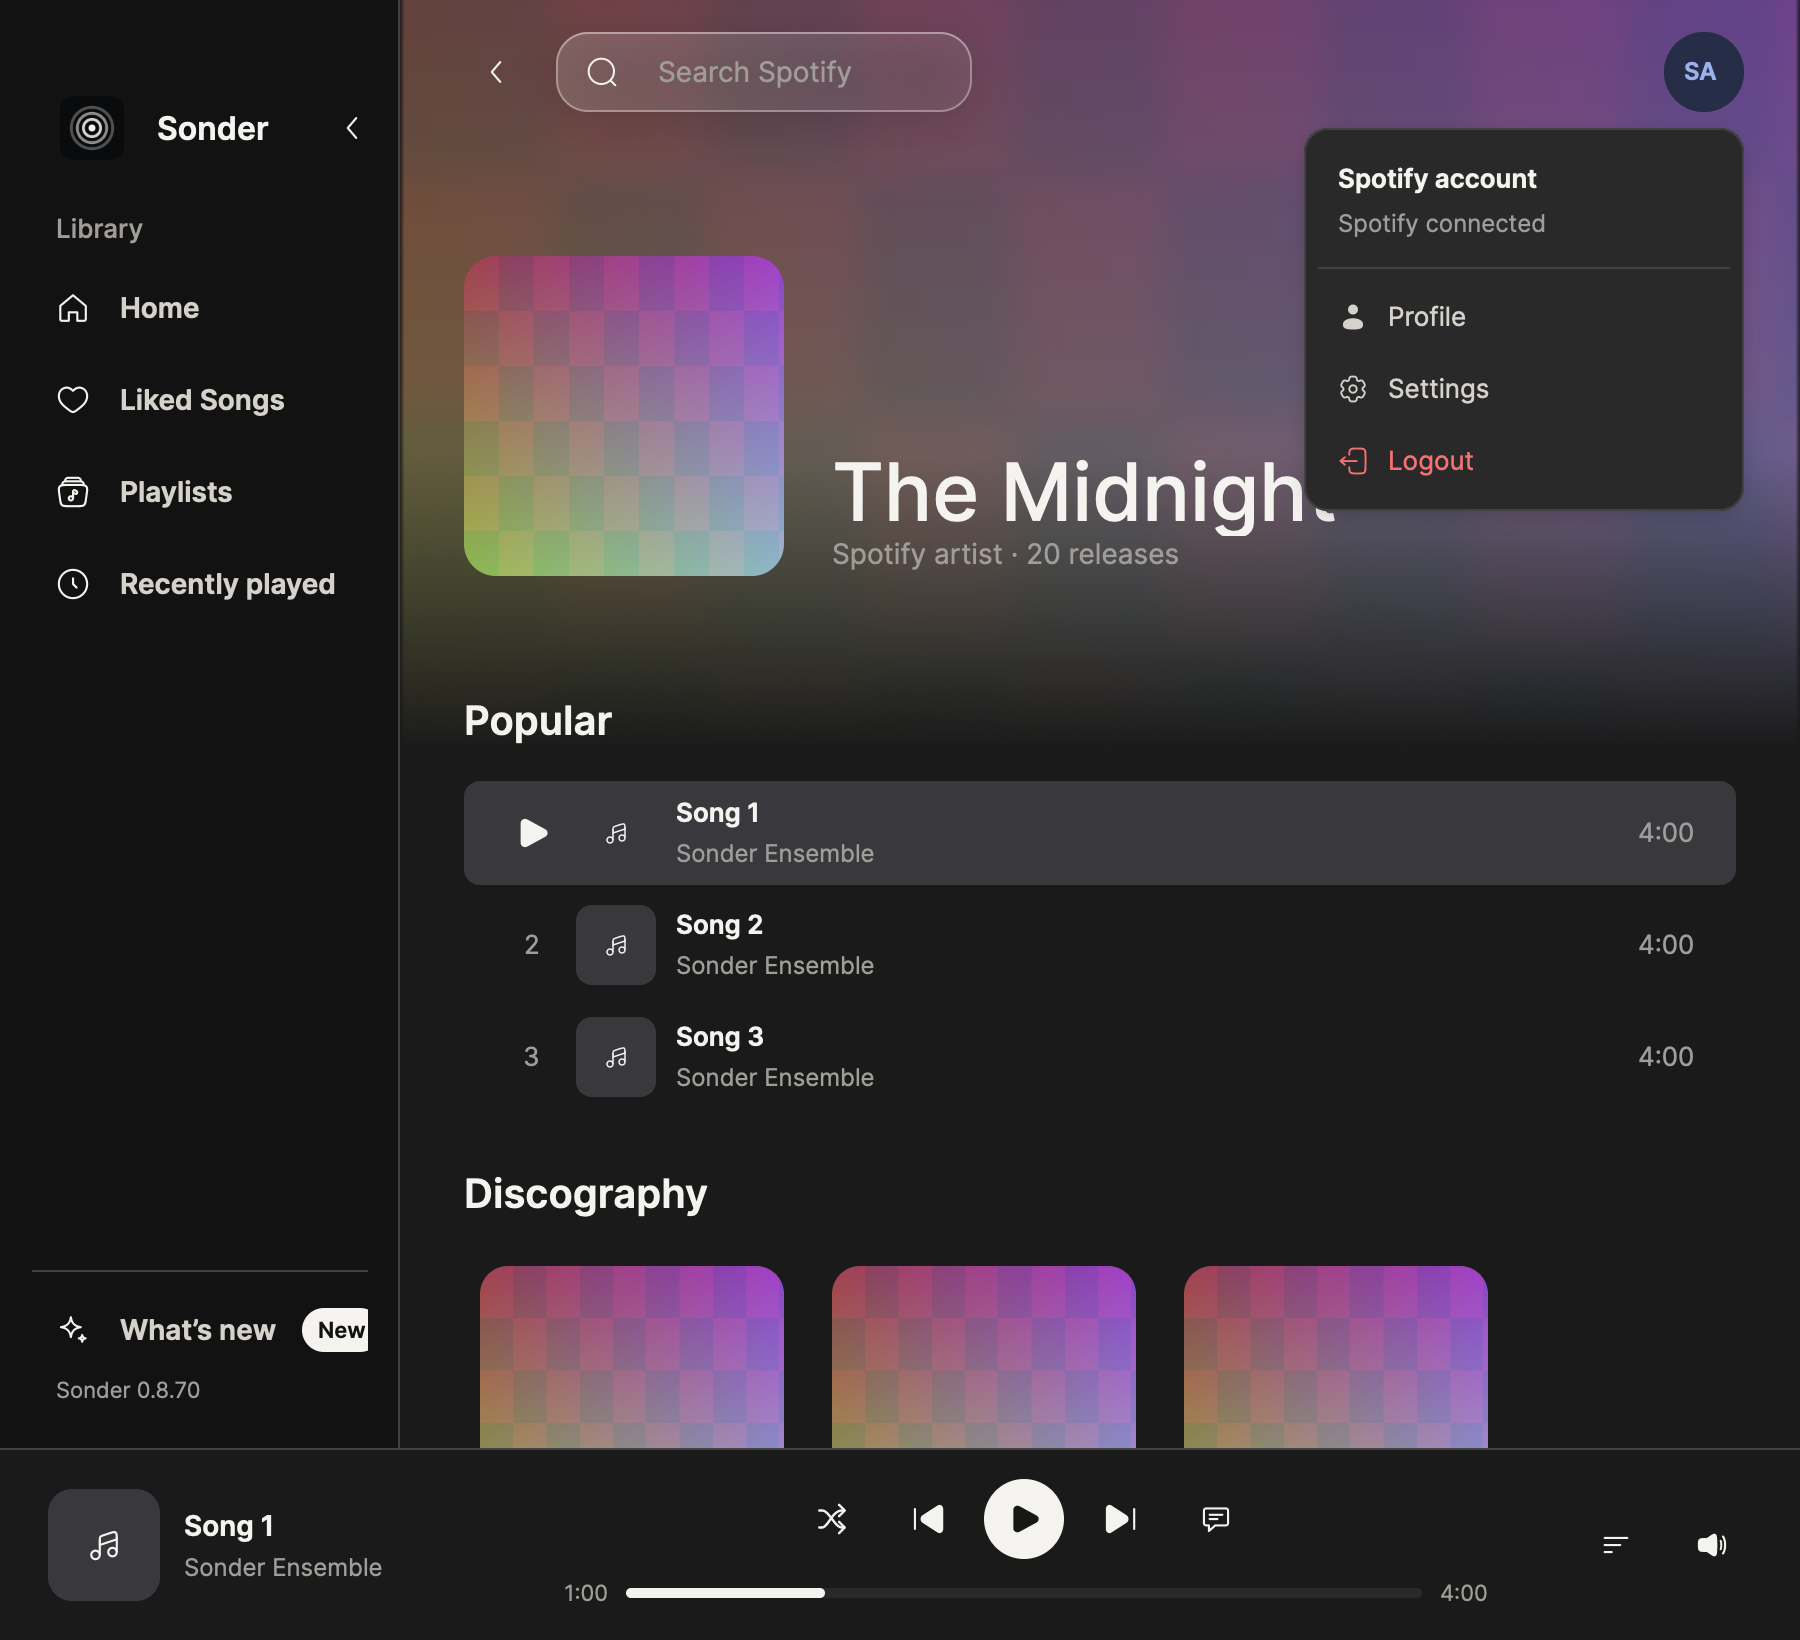 Sonder
Library
Home
Liked Songs
Playlists
Recently played
What's new
New
Sonder 0.8.70
Search Spotify
SA
Spotify account
Spotify connected
Profile
Settings
Logout
The Midnight
Spotify artist · 20 releases
Popular
Song 1
Sonder Ensemble
4:00
2
Song 2
Sonder Ensemble
4:00
3
Song 3
Sonder Ensemble
4:00
Discography
Song 1
Sonder Ensemble
1:00
4:00